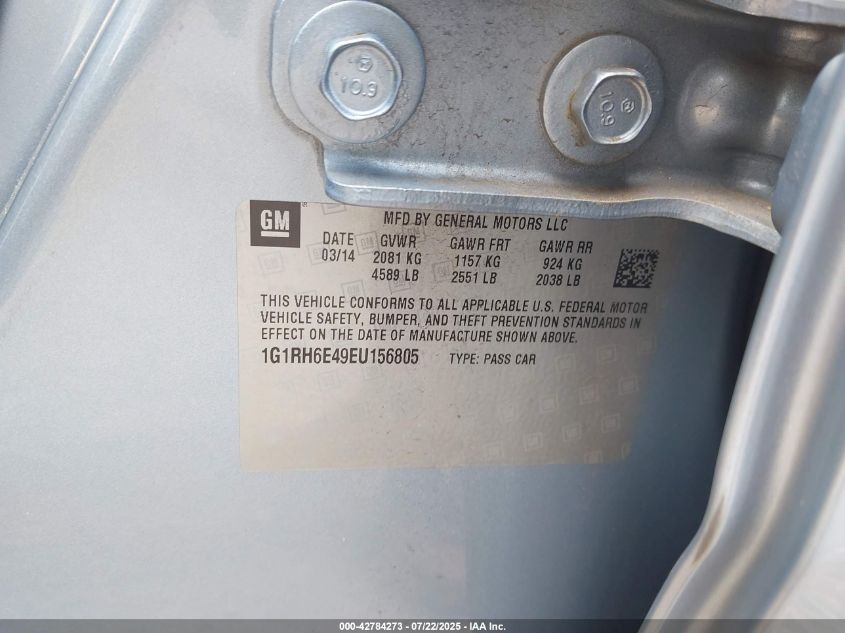 10.9
10.9
GM
MFD BY GENERAL MOTORS LLC
DATE GVWR GAWR FRT GAWR RR
03/14 2081 KG 1157 KG 924 KG
4589 LB 2551 LB 2038 LB
THIS VEHICLE CONFORMS TO ALL APPLICABLE U.S. FEDERAL MOTOR
VEHICLE SAFETY, BUMPER, AND THEFT PREVENTION STANDARDS IN
EFFECT ON THE DATE OF MANUFACTURE SHOWN ABOVE.
1G1RH6E49EU156805 TYPE: PASS CAR
000-42784273 - 07/22/2025 - IAA Inc.